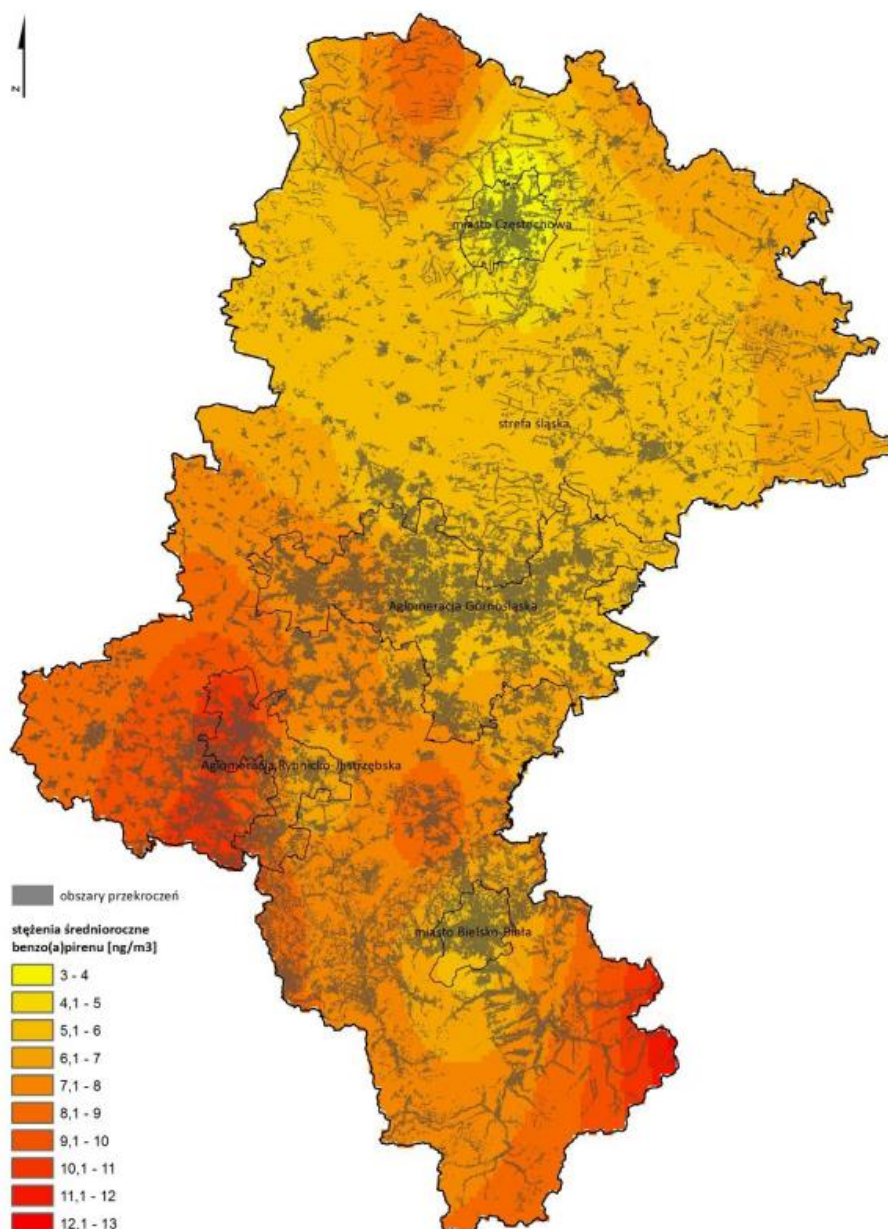 N
miasto Częstochowa
strefa śląska
Aglomeracja Górnośląska
Aglomeracja Rybnicko-Jastrzębska
miasto Bielsko-Biała
obszary przekroczeń
stężenia średnioroczne
benzo(a)pirenu [ng/m3]
3 - 4
4,1 - 5
5,1 - 6
6,1 - 7
7,1 - 8
8,1 - 9
9,1 - 10
10,1 - 11
11,1 - 12
12,1 - 13